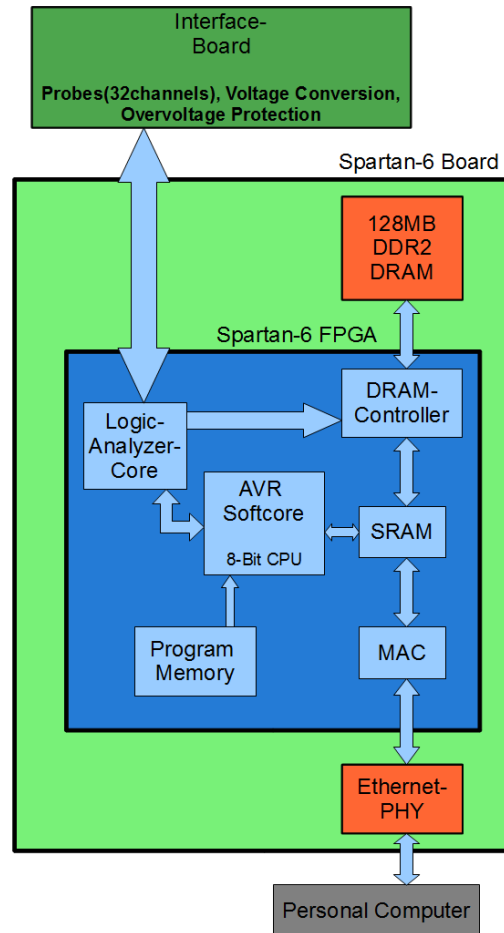 Interface-
Board
Probes(32channels), Voltage Conversion,
Overvoltage Protection
Spartan-6 Board
128MB
DDR2
DRAM
Spartan-6 FPGA
DRAM-
Controller
Logic-
Analyzer-
Core
AVR
Softcore
8-Bit CPU
SRAM
Program
Memory
MAC
Ethernet-
PHY
Personal Computer